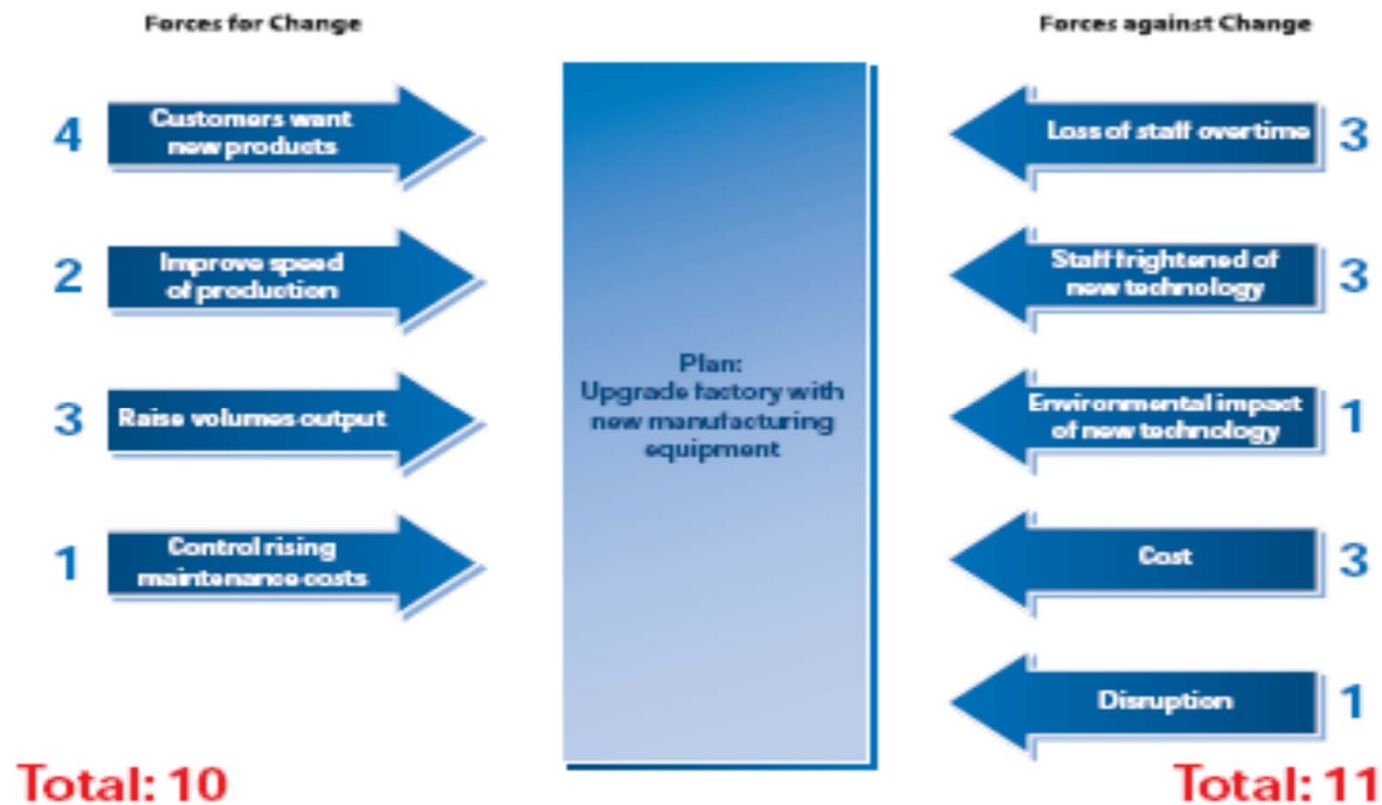 Forces for Change
Forces against Change
4
Customers want
new products
Loss of staff overtime
3
2
Improve speed
of production
Staff frightened of
new technology
3
3
Raise volumes output
Environmental impact
of new technology
1
1
Control rising
maintenance costs
Cost
3
Disruption
1
Plan:
Upgrade factory with
new manufacturing
equipment
Total: 10
Total: 11